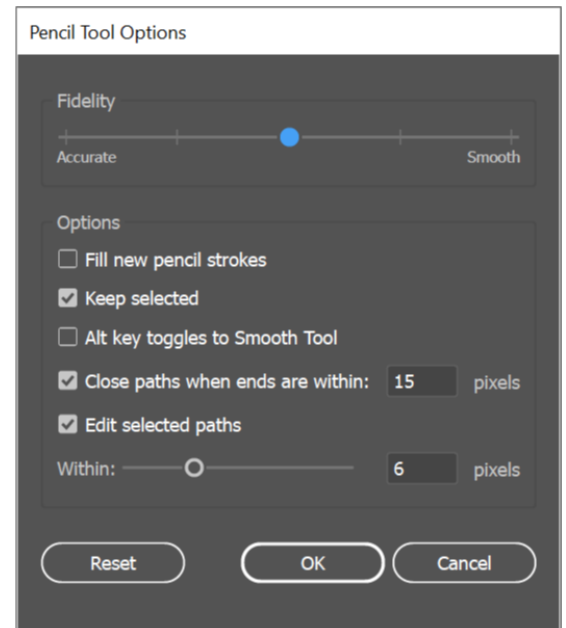 Pencil Tool Options
Fidelity
Accurate Smooth
Options
Fill new pencil strokes
Keep selected
Alt key toggles to Smooth Tool
Close paths when ends are within: 15 pixels
Edit selected paths
Within: 6 pixels
Reset OK Cancel